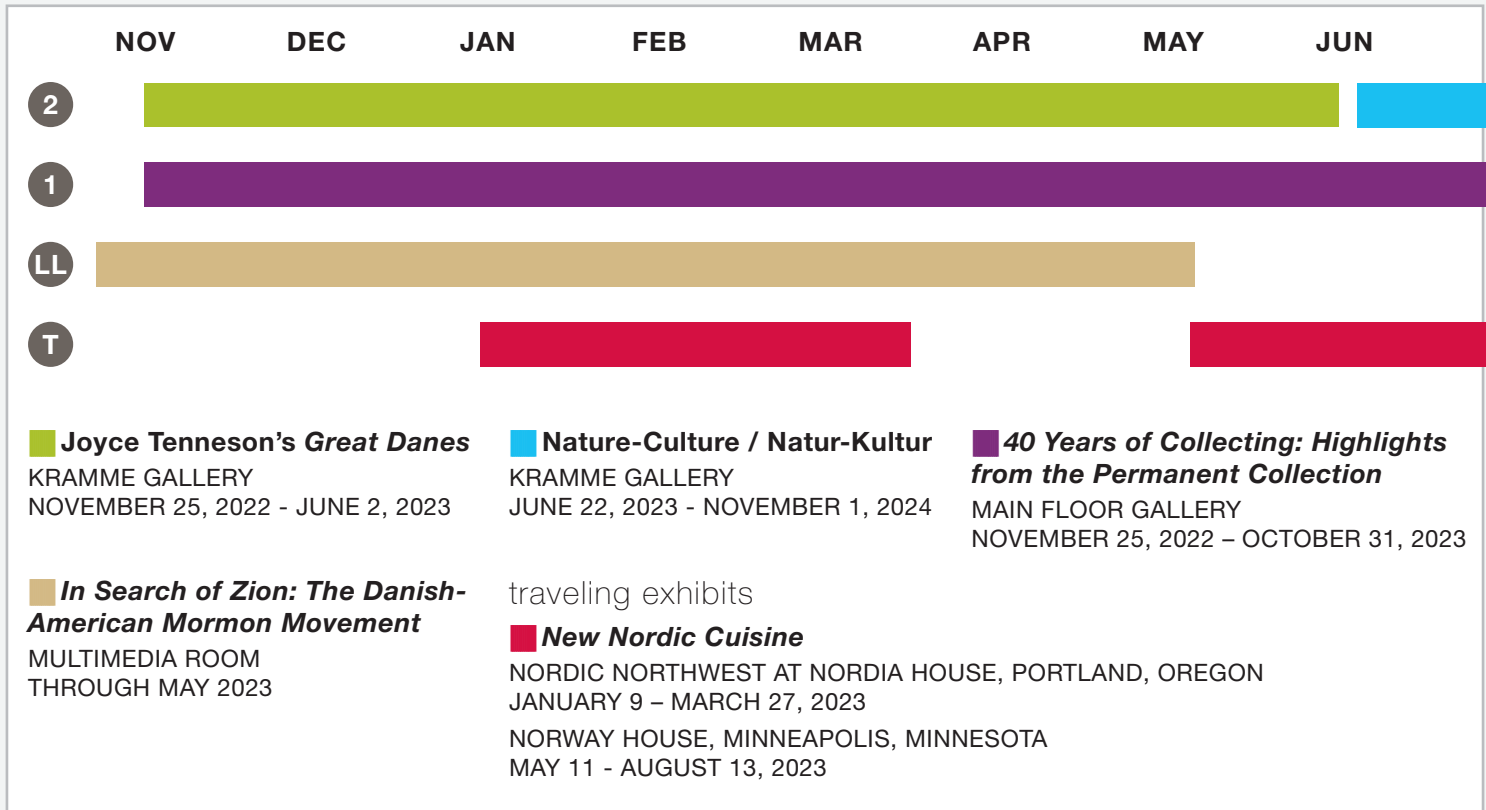 NOV DEC JAN FEB MAR APR MAY JUN
2
1
LL
T
Joyce Tenneson's Great Danes
KRAMME GALLERY
NOVEMBER 25, 2022 - JUNE 2, 2023
Nature-Culture / Natur-Kultur
KRAMME GALLERY
JUNE 22, 2023 - NOVEMBER 1, 2024
40 Years of Collecting: Highlights
from the Permanent Collection
MAIN FLOOR GALLERY
NOVEMBER 25, 2022 – OCTOBER 31, 2023
In Search of Zion: The Danish-
American Mormon Movement
MULTIMEDIA ROOM
THROUGH MAY 2023
traveling exhibits
New Nordic Cuisine
NORDIC NORTHWEST AT NORDIA HOUSE, PORTLAND, OREGON
JANUARY 9 – MARCH 27, 2023
NORWAY HOUSE, MINNEAPOLIS, MINNESOTA
MAY 11 - AUGUST 13, 2023